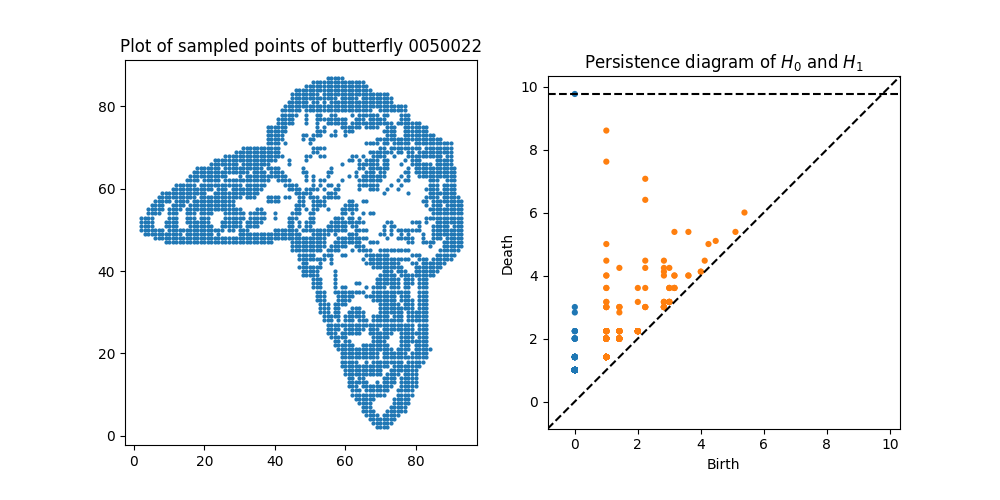 Plot of sampled points of butterfly 0050022
80
60
40
20
0
0 20 40 60 80
Persistence diagram of H₀ and H₁
10
8
6
4
2
0
Death
0 2 4 6 8 10
Birth